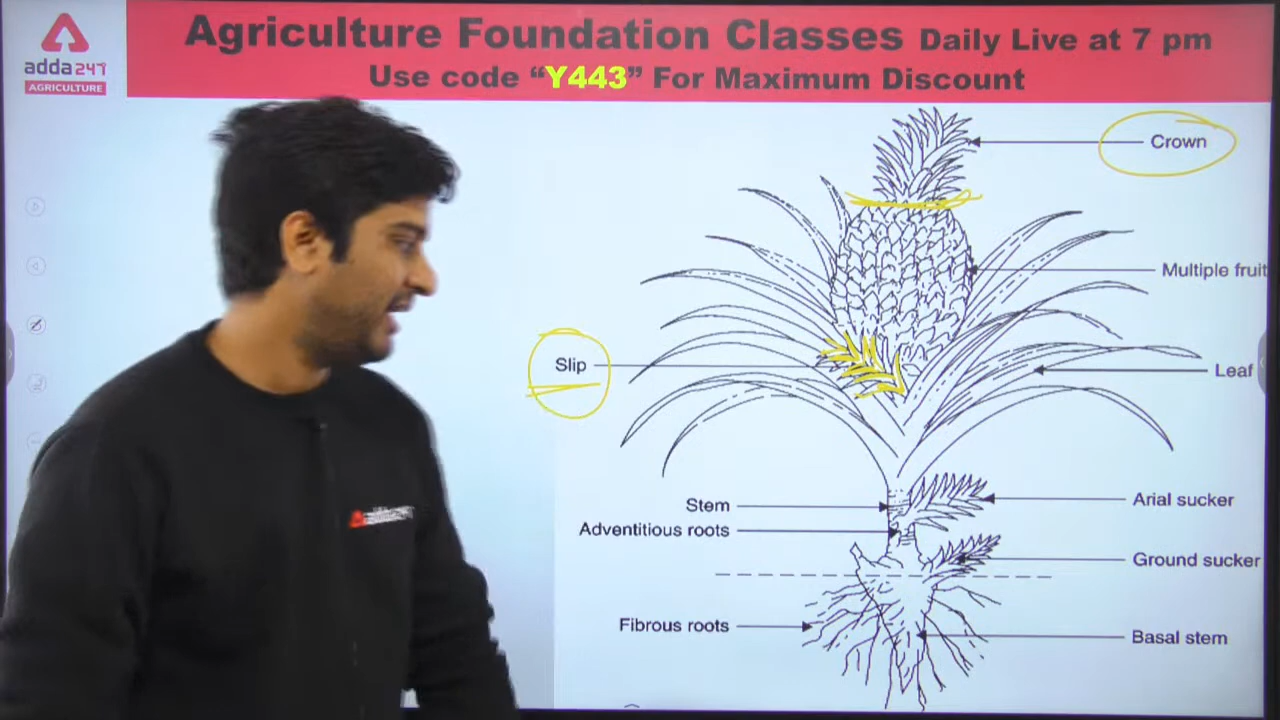 Agriculture Foundation Classes Daily Live at 7 pm
Use code “Y443” For Maximum Discount
adda247
AGRICULTURE
Crown
Multiple fruit
Slip
Leaf
Stem
Arial sucker
Adventitious roots
Ground sucker
Fibrous roots
Basal stem
adda247